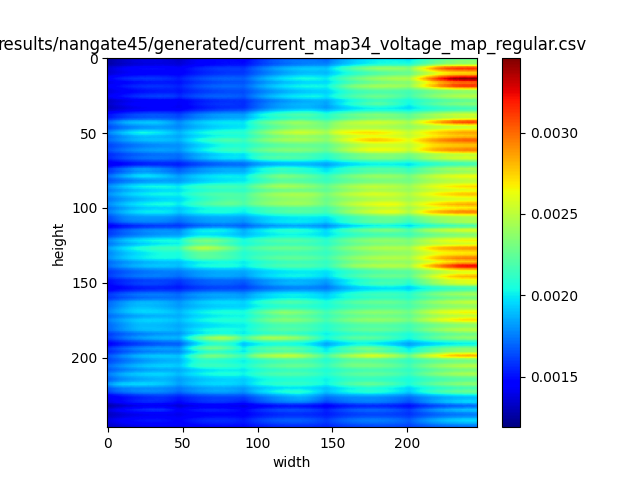 results/nangate45/generated/current_map34_voltage_map_regular.csv
0
50
100
150
200
height
0 50 100 150 200
width
0.0030
0.0025
0.0020
0.0015